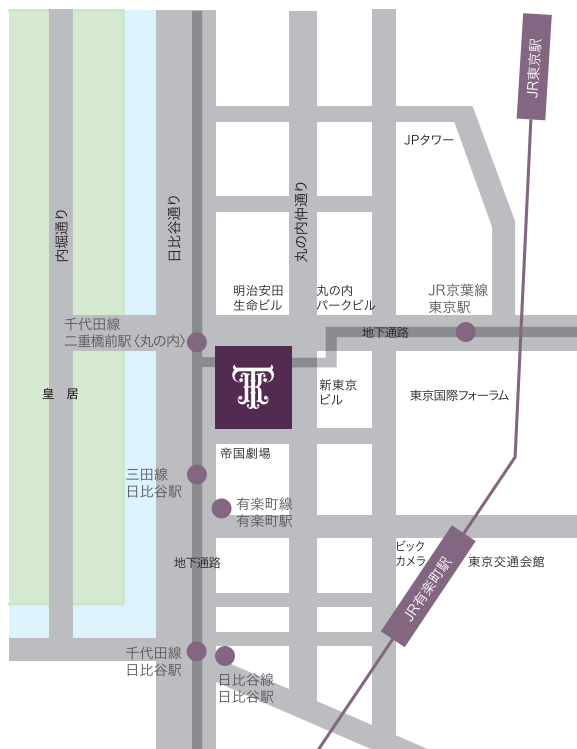 JR東京駅
JPタワー
内堀通り
日比谷通り
丸の内仲通り
明治安田
生命ビル
丸の内
パークビル
JR京葉線
東京駅
千代田線
二重橋前駅〈丸の内〉
地下通路
皇 居
新東京
ビル
東京国際フォーラム
帝国劇場
三田線
日比谷駅
有楽町線
有楽町駅
地下通路
ビック
カメラ
JR有楽町駅
東京交通会館
千代田線
日比谷駅
日比谷線
日比谷駅